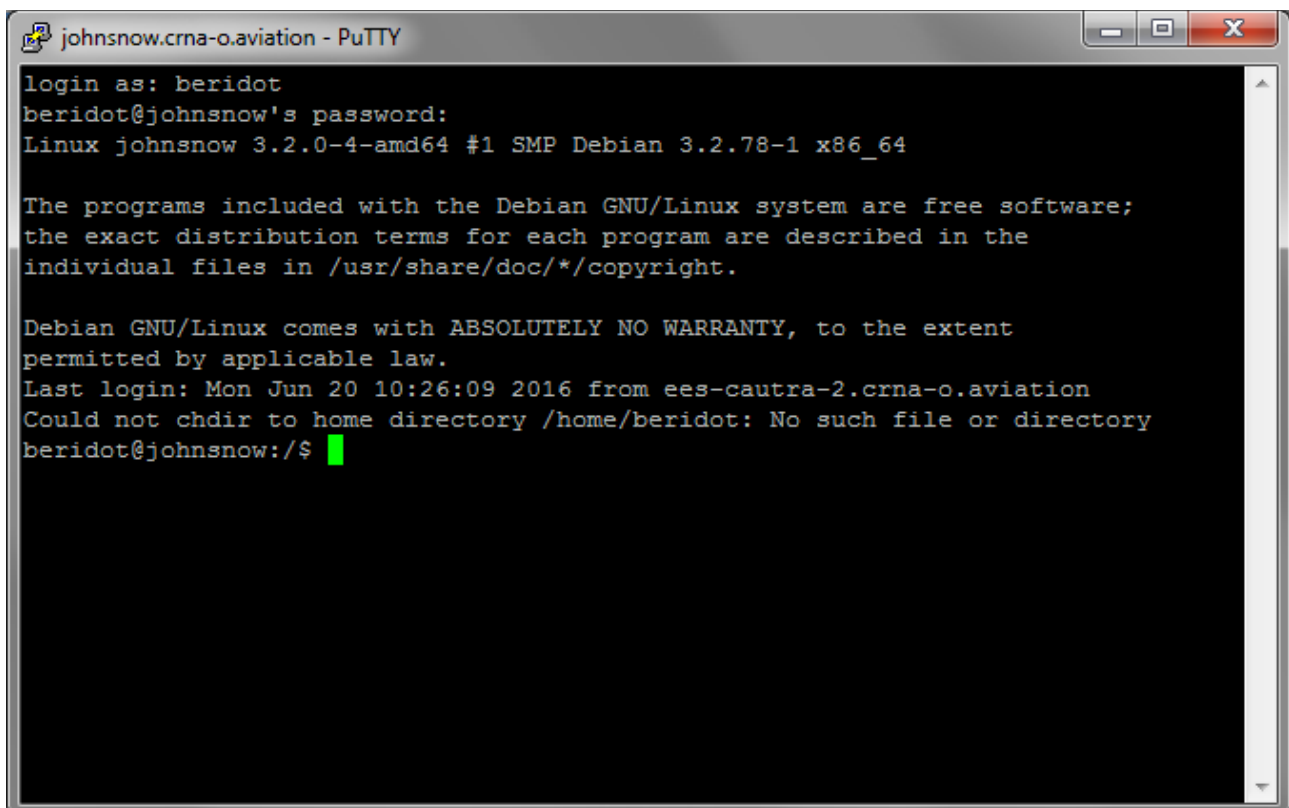 johnsnow.crna-o.aviation - PuTTY
login as: beridot
beridot@johnsnow's password:
Linux johnsnow 3.2.0-4-amd64 #1 SMP Debian 3.2.78-1 x86_64
The programs included with the Debian GNU/Linux system are free software;
the exact distribution terms for each program are described in the
individual files in /usr/share/doc/*/copyright.
Debian GNU/Linux comes with ABSOLUTELY NO WARRANTY, to the extent
permitted by applicable law.
Last login: Mon Jun 20 10:26:09 2016 from ees-cautra-2.crna-o.aviation
Could not chdir to home directory /home/beridot: No such file or directory
beridot@johnsnow:/$